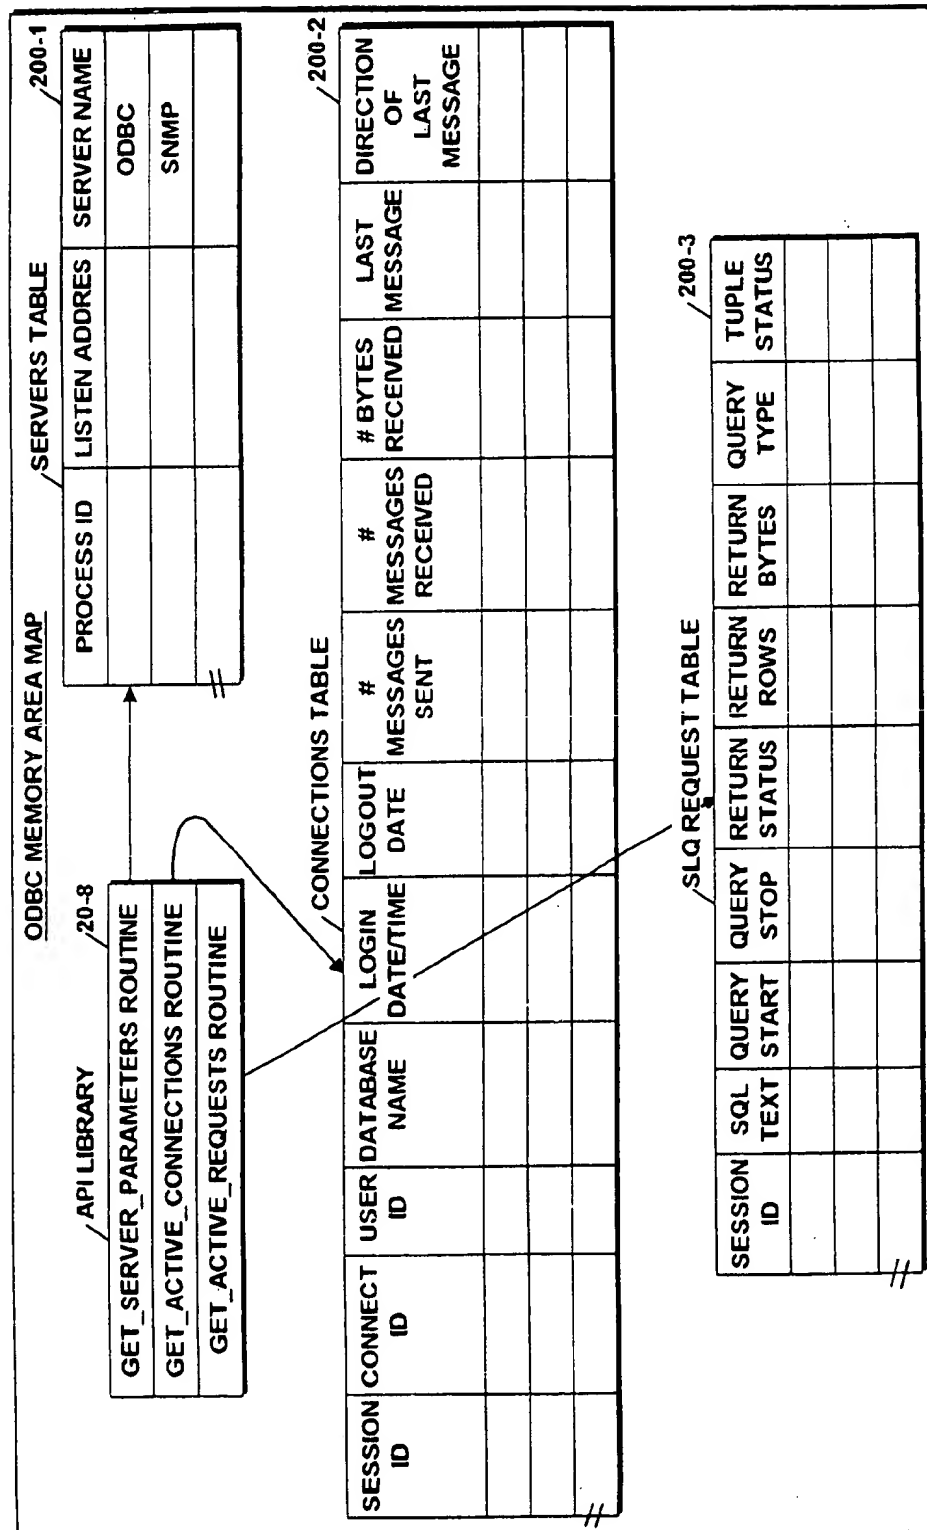 ODBC MEMORY AREA MAP
API LIBRARY
20-8
GET_SERVER_PARAMETERS ROUTINE
GET_ACTIVE_CONNECTIONS ROUTINE
GET_ACTIVE_REQUESTS ROUTINE
SERVERS TABLE
200-1
PROCESS ID
LISTEN ADDRES
SERVER NAME
ODBC
SNMP
CONNECTIONS TABLE
200-2
SESSION
ID
CONNECT
ID
USER
ID
DATABASE
NAME
LOGIN
DATE/TIME
LOGOUT
DATE
#
MESSAGES
SENT
#
MESSAGES
RECEIVED
# BYTES
RECEIVED
LAST
MESSAGE
DIRECTION
OF
LAST
MESSAGE
SLQ REQUEST TABLE
200-3
SESSION
ID
SQL
TEXT
QUERY
START
QUERY
STOP
RETURN
STATUS
RETURN
ROWS
RETURN
BYTES
QUERY
TYPE
TUPLE
STATUS